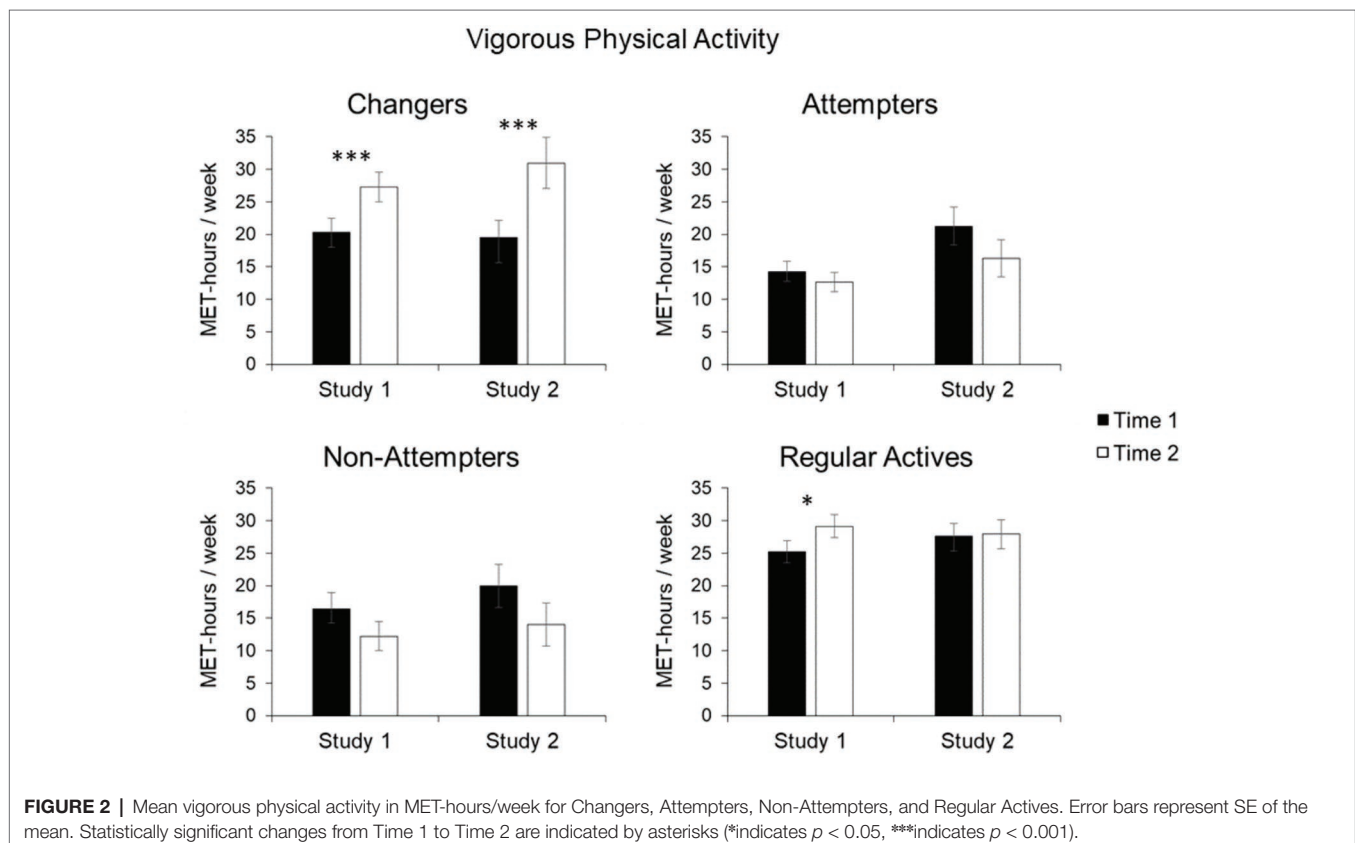 Vigorous Physical Activity
Changers
MET-hours / week
35
30
25
20
15
10
5
0
***
***
Study 1
Study 2
Attempters
MET-hours / week
35
30
25
20
15
10
5
0
Study 1
Study 2
Time 1
Time 2
Non-Attempters
MET-hours / week
35
30
25
20
15
10
5
0
Study 1
Study 2
Regular Actives
MET-hours / week
35
30
25
20
15
10
5
0
*
Study 1
Study 2
FIGURE 2 | Mean vigorous physical activity in MET-hours/week for Changers, Attempters, Non-Attempters, and Regular Actives. Error bars represent SE of the
mean. Statistically significant changes from Time 1 to Time 2 are indicated by asterisks (*indicates p < 0.05, ***indicates p < 0.001).